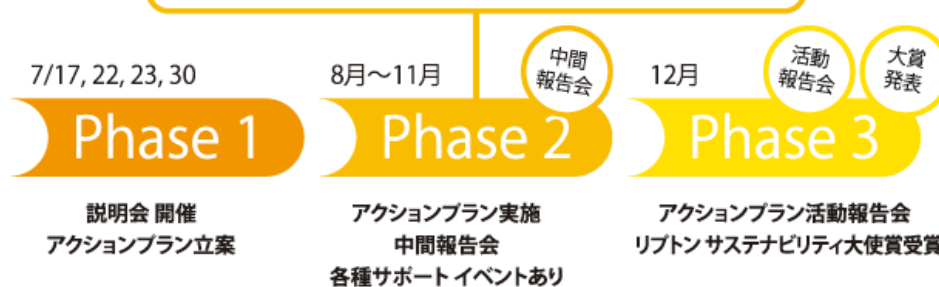 7/17, 22, 23, 30
Phase 1
説明会 開催
アクションプラン立案
8月～11月
中間
報告会
Phase 2
アクションプラン実施
中間報告会
各種サポート イベントあり
12月
活動
報告会
大賞
発表
Phase 3
アクションプラン活動報告会
リプトン サステナビリティ大使賞受賞